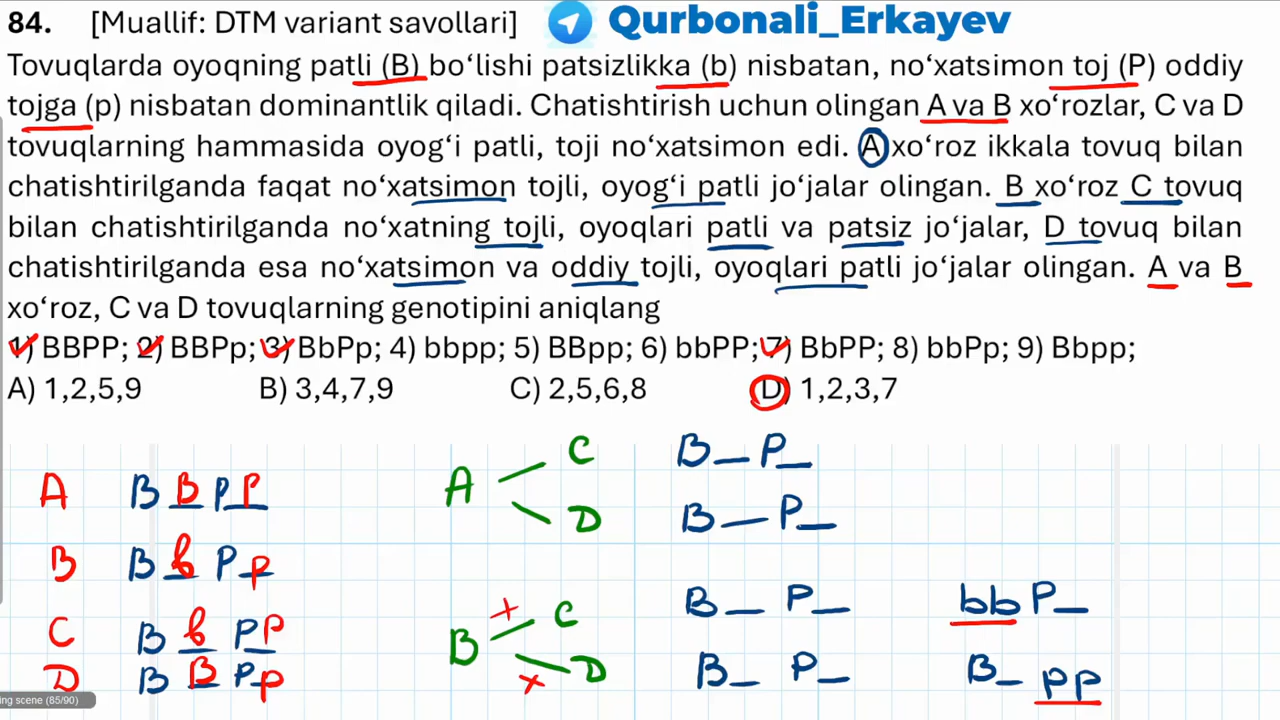 84. [Muallif: DTM variant savollari] Qurbonali_Erkayev
Tovuqlarda oyoqning patli (B) bo‘lishi patsizlikka (b) nisbatan, no‘xatsimon toj (P) oddiy
tojga (p) nisbatan dominantlik qiladi. Chatishtirish uchun olingan A va B xo‘rozlar, C va D
tovuqlarning hammasida oyog‘i patli, toji no‘xatsimon edi. A xo‘roz ikkala tovuq bilan
chatishtirilganda faqat no‘xatsimon tojli, oyog‘i patli jo‘jalar olingan. B xo‘roz C tovuq
bilan chatishtirilganda no‘xatning tojli, oyoqlari patli va patsiz jo‘jalar, D tovuq bilan
chatishtirilganda esa no‘xatsimon va oddiy tojli, oyoqlari patli jo‘jalar olingan. A va B
xo‘roz, C va D tovuqlarning genotipini aniqlang
1) BBPP; 2) BBPp; 3) BbPp; 4) bbpp; 5) BBpp; 6) bbPP; 7) BbPP; 8) bbPp; 9) Bbpp;
A) 1,2,5,9 B) 3,4,7,9 C) 2,5,6,8 D) 1,2,3,7
A B B P P
B B b P p
C B b P P
D B B P p
A C D
B _ P _
B _ P _
B × C × D
B _ P _ bb P _
B _ P _ B _ pp
ng scene (85/90)